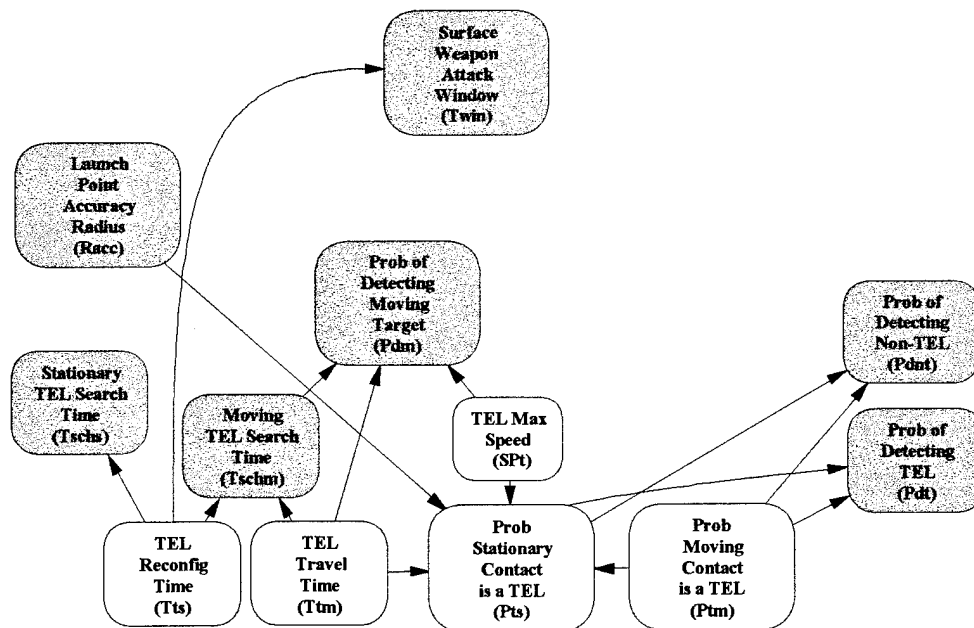 Surface
Weapon
Attack
Window
(Twin)
Launch
Point
Accuracy
Radius
(Racc)
Prob of
Detecting
Moving
Target
(Pdm)
Prob of
Detecting
Non-TEL
(Pdnt)
Stationary
TEL Search
Time
(Tschs)
Moving
TEL Search
Time
(Tschm)
TEL Max
Speed
(SPt)
Prob of
Detecting
TEL
(Pdt)
TEL
Reconfig
Time
(Tts)
TEL
Travel
Time
(Ttm)
Prob
Stationary
Contact
is a TEL
(Pts)
Prob
Moving
Contact
is a TEL
(Ptm)